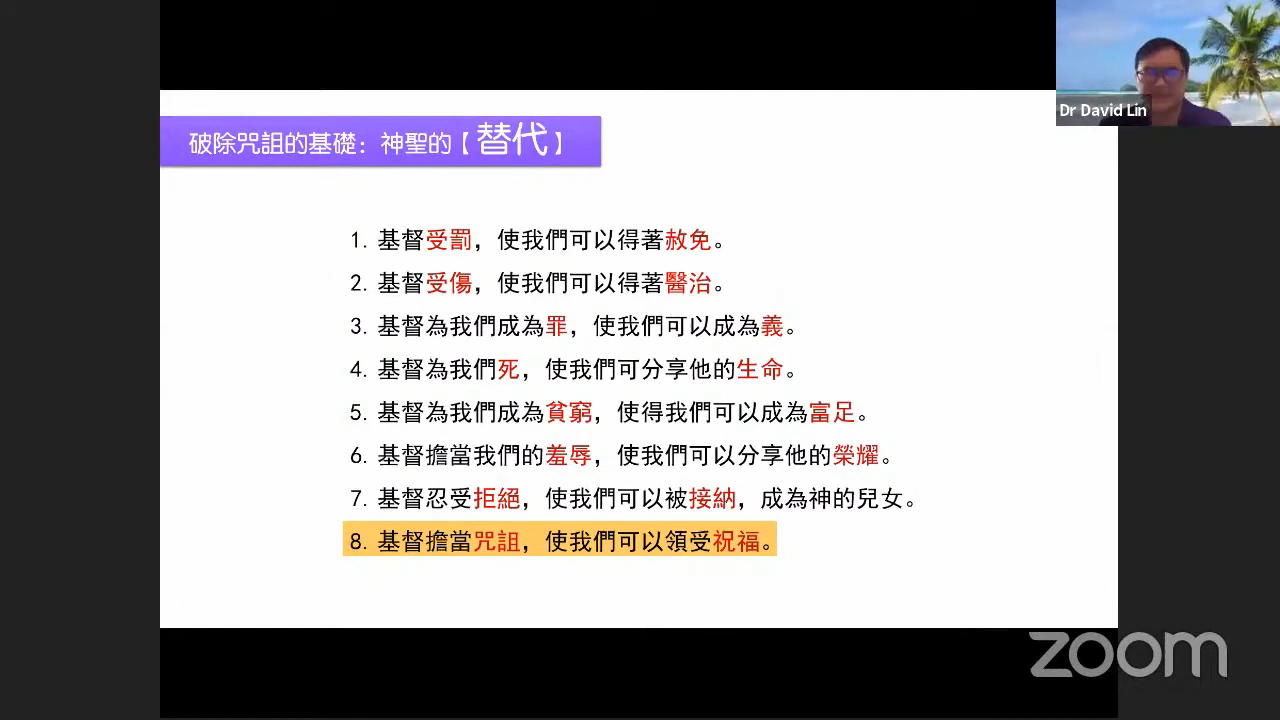 Dr David Lin
破除咒詛的基礎：神聖的【替代】
1. 基督受罰，使我們可以得著赦免。
2. 基督受傷，使我們可以得著醫治。
3. 基督為我們成為罪，使我們可以成為義。
4. 基督為我們死，使我們可分享他的生命。
5. 基督為我們成為貧窮，使得我們可以成為富足。
6. 基督擔當我們的羞辱，使我們可以分享他的榮耀。
7. 基督忍受拒絕，使我們可以被接納，成為神的兒女。
8. 基督擔當咒詛，使我們可以領受祝福。
zoom